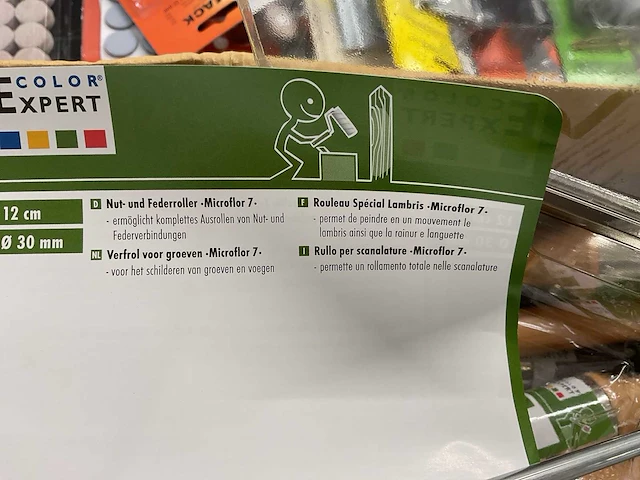 COLOR®
EXPERT
12 cm
Ø 30 mm
D Nut- und Federroller -Microflor 7-
- ermöglicht komplettes Ausrollen von Nut- und
Federverbindungen
NL Verfrol voor groeven -Microflor 7-
- voor het schilderen van groeven en voegen
F Rouleau Spécial Lambris -Microflor 7-
- permet de peindre en un mouvement le
lambris ainsi que la rainur e languette
I Rullo per scanalature -Microflor 7-
- permette un rollamento totale nelle scanalature